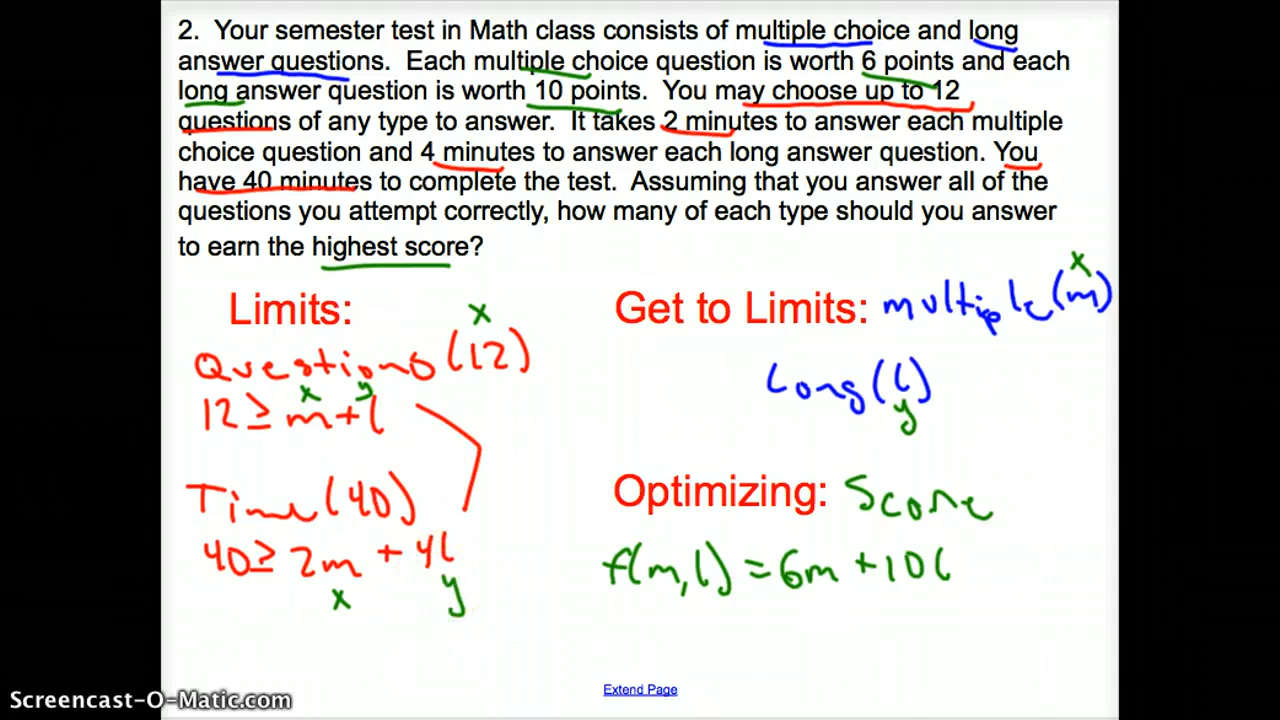 2. Your semester test in Math class consists of multiple choice and long
answer questions. Each multiple choice question is worth 6 points and each
long answer question is worth 10 points. You may choose up to 12
questions of any type to answer. It takes 2 minutes to answer each multiple
choice question and 4 minutes to answer each long answer question. You
have 40 minutes to complete the test. Assuming that you answer all of the
questions you attempt correctly, how many of each type should you answer
to earn the highest score?
x
Limits:
x
Get to Limits: multiple (m)
Questions (12)
x y
12 ≥ m + l
Long (l)
y
Time (40)
Optimizing: Score
40 ≥ 2m + 4l
f(m, l) = 6m + 10l
x y
Extend Page
Screencast-O-Matic.com